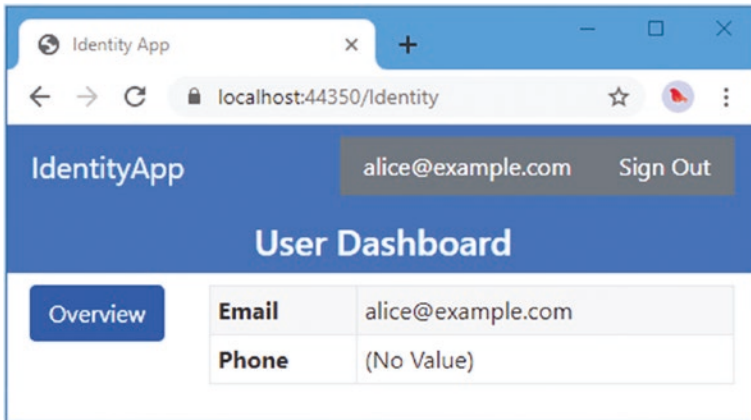 Identity App
localhost:44350/Identity
IdentityApp alice@example.com Sign Out
User Dashboard
Overview Email alice@example.com
Phone (No Value)